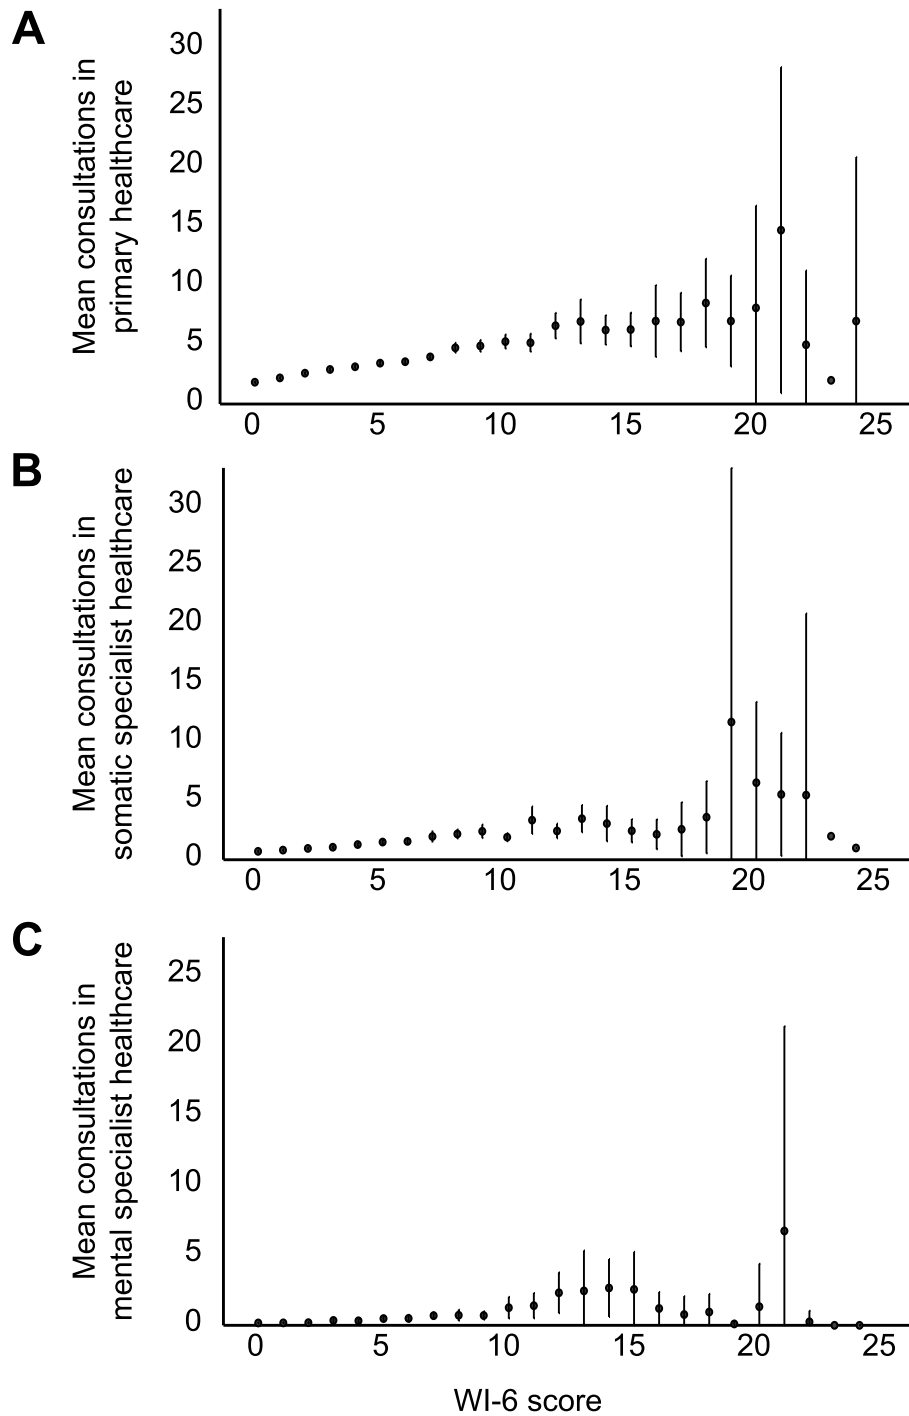 A
Mean consultations in
primary healthcare
30
25
20
15
10
5
0
0 5 10 15 20 25
B
Mean consultations in
somatic specialist healthcare
30
25
20
15
10
5
0
0 5 10 15 20 25
C
Mean consultations in
mental specialist healthcare
25
20
15
10
5
0
0 5 10 15 20 25
WI-6 score